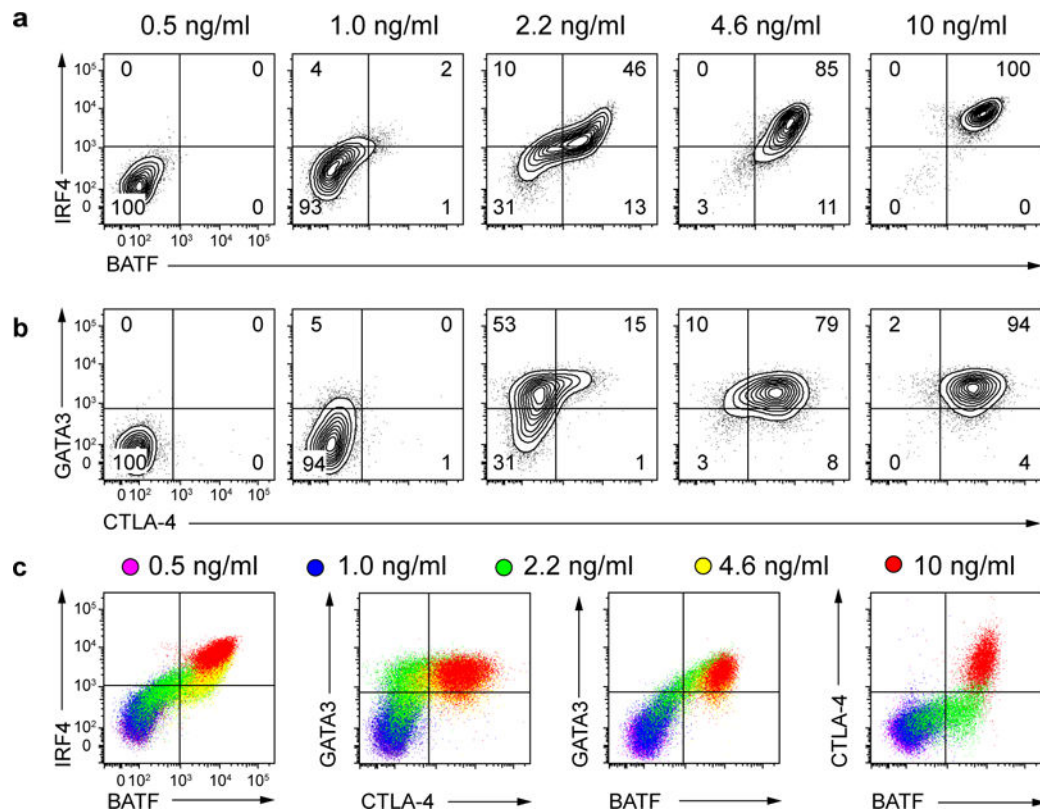 a
0.5 ng/ml 1.0 ng/ml 2.2 ng/ml 4.6 ng/ml 10 ng/ml
10⁵ 0 0 4 2 10 46 0 85 0 100
10⁴
10³
10²
0 100 0 93 1 31 13 3 11 0 0
0 10² 10³ 10⁴ 10⁵
IRF4
BATF
b
10⁵ 0 0 5 0 53 15 10 79 2 94
10⁴
10³
10²
0 100 0 94 1 31 1 3 8 0 4
0 10² 10³ 10⁴ 10⁵
GATA3
CTLA-4
c
0.5 ng/ml 1.0 ng/ml 2.2 ng/ml 4.6 ng/ml 10 ng/ml
10⁵
10⁴
10³
10²
0
0 10² 10³ 10⁴ 10⁵
IRF4 GATA3 GATA3 CTLA-4
BATF CTLA-4 BATF BATF